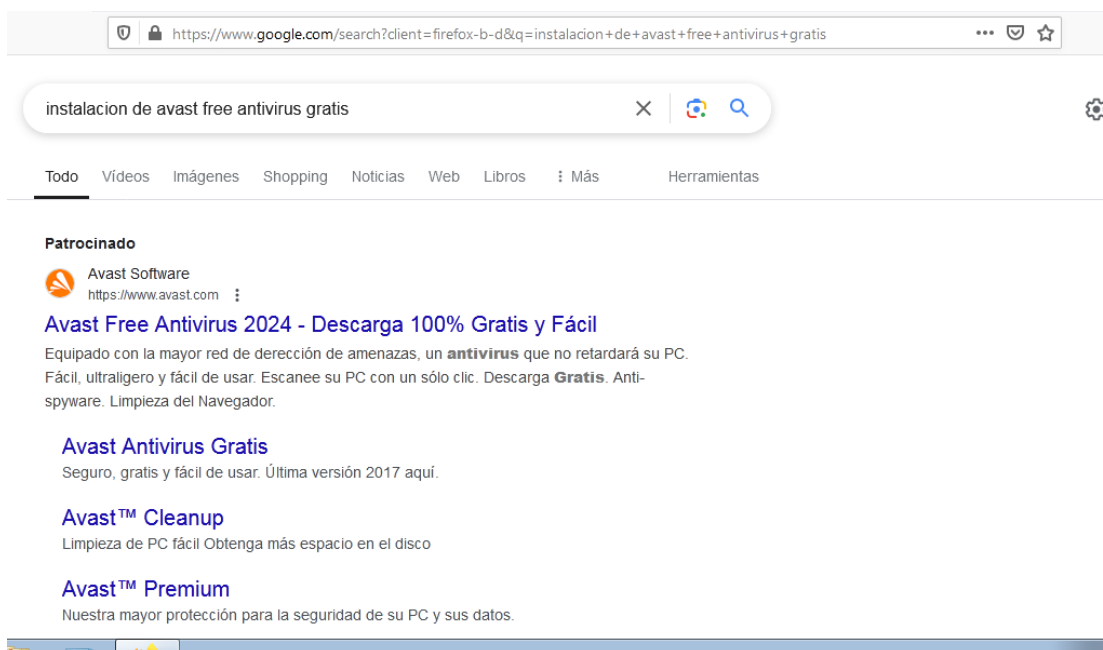 https://www.google.com/search?client=firefox-b-d&q=instalacion+de+avast+free+antivirus+gratis
instalacion de avast free antivirus gratis
Todo Vídeos Imágenes Shopping Noticias Web Libros Más Herramientas
Patrocinado
Avast Software
https://www.avast.com
Avast Free Antivirus 2024 - Descarga 100% Gratis y Fácil
Equipado con la mayor red de derección de amenazas, un antivirus que no retardará su PC.
Fácil, ultraligero y fácil de usar. Escanee su PC con un sólo clic. Descarga Gratis. Anti-
spyware. Limpieza del Navegador.
Avast Antivirus Gratis
Seguro, gratis y fácil de usar. Última versión 2017 aquí.
Avast™ Cleanup
Limpieza de PC fácil Obtenga más espacio en el disco
Avast™ Premium
Nuestra mayor protección para la seguridad de su PC y sus datos.